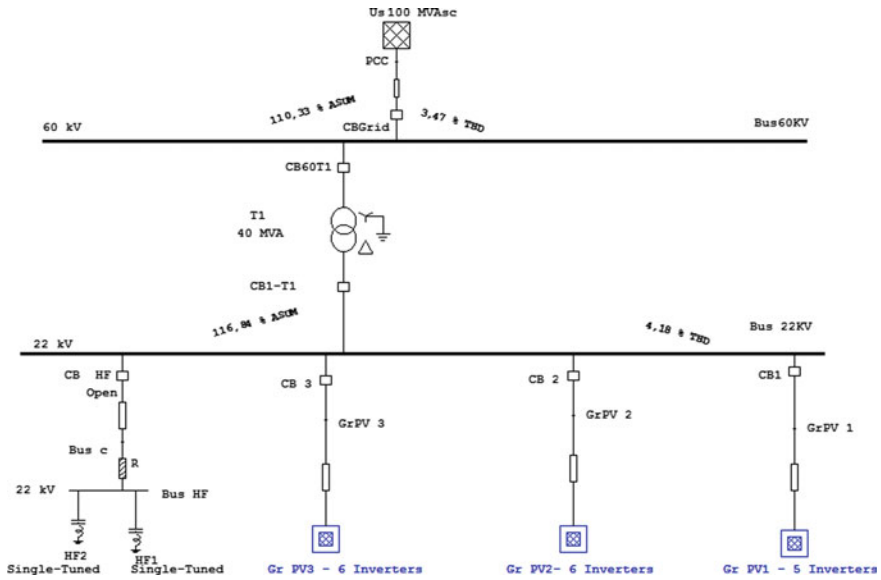 Us100 MVAsc
PCC
110,33 % ASUM
3,47 % THD
CBGrid
60 kV
Bus60KV
CB60T1
T1
40 MVA
CB1-T1
116,84 % ASUM
4,18 % THD
22 kV
Bus 22KV
CB HF
CB 3
CB 2
CB1
Open
GrPV 3
GrPV 2
GrPV 1
Bus c
R
22 kV
Bus HF
HF2
HF1
Single-Tuned
Single-Tuned
Gr PV3 - 6 Inverters
Gr PV2- 6 Inverters
Gr PV1 - 5 Inverters